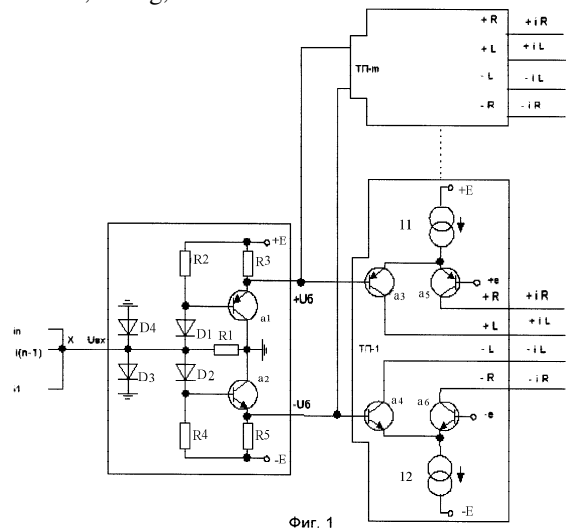 +R +iR
+L +iL
ТП-m
-L -iL
-R -iR
+E
11
+E
R2 R3
a3 a5 +e
+Uб
+R +iR
a1
in X Uвх D4 D1 R1
+L +iL
i(n-1)
ТП-1
-L -iL
i1
D3 D2 a2
-R -iR
-Uб a4 a6
-e
R4 R5
12
-E
-E
Фиг. 1